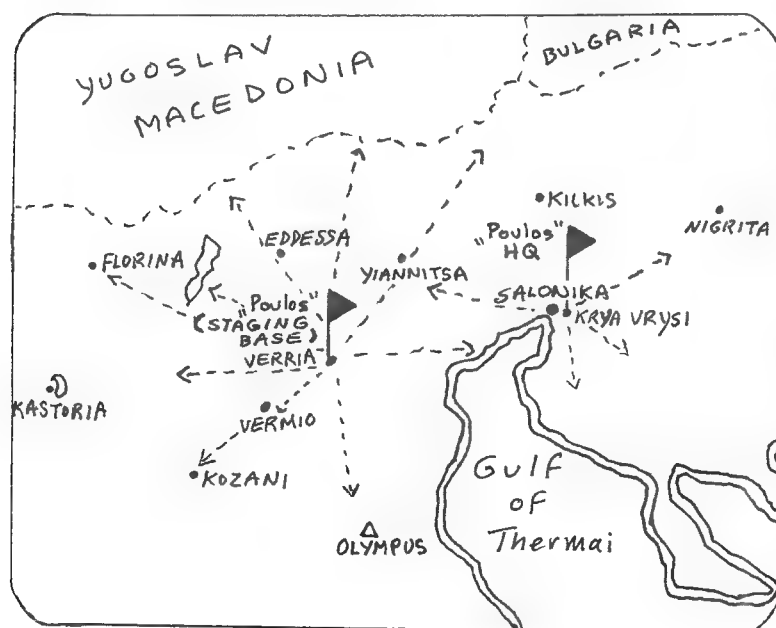 YUGOSLAV
MACEDONIA
BULGARIA
KILKIS
NIGRITA
"Poulos"
HQ
EDDESSA
FLORINA
YIANNITSA
"Poulos"
(STAGING
BASE)
SALONIKA
KRYA VRYSI
VERRIA
KASTORIA
VERMIO
KOZANI
Gulf
of
Thermai
OLYMPUS